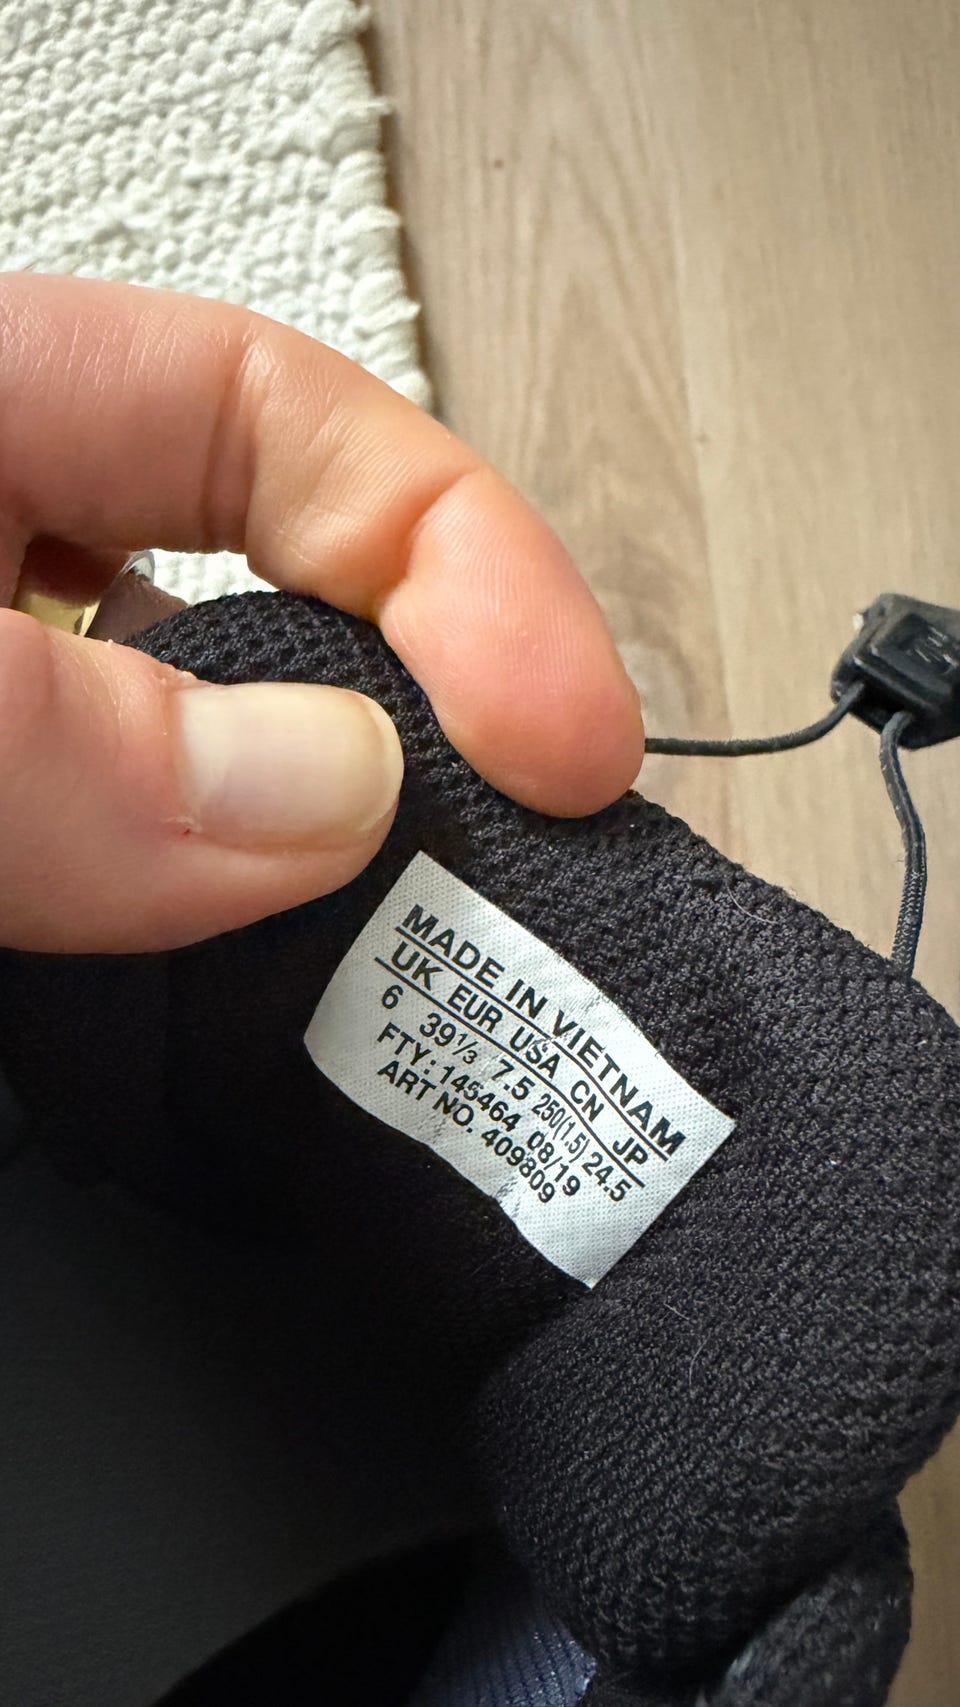 MADE IN VIETNAM
UK EUR USA CN JP
6 39⅓ 7.5 250(1.5) 24.5
FTY: 145464 08/19
ART NO. 409809